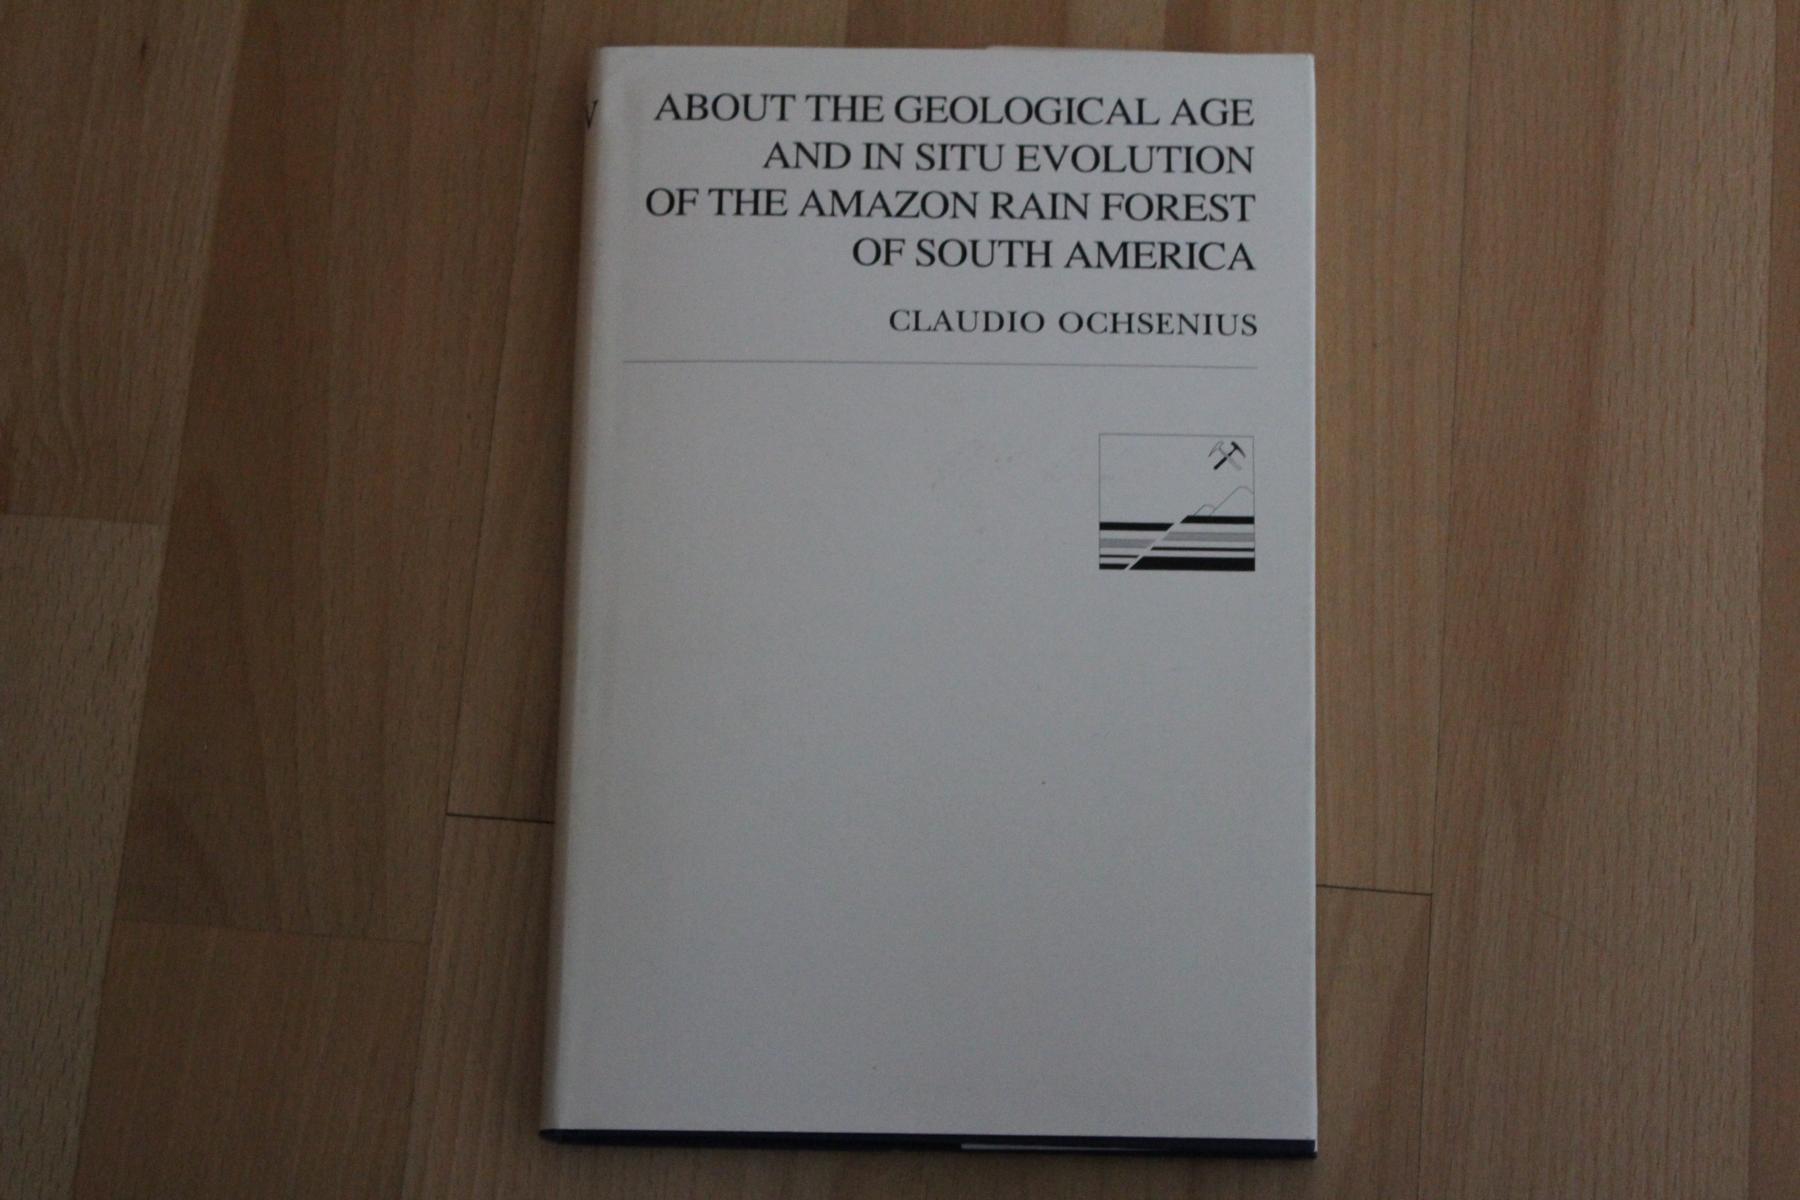 ABOUT THE GEOLOGICAL AGE
AND IN SITU EVOLUTION
OF THE AMAZON RAIN FOREST
OF SOUTH AMERICA
CLAUDIO OCHSENIUS